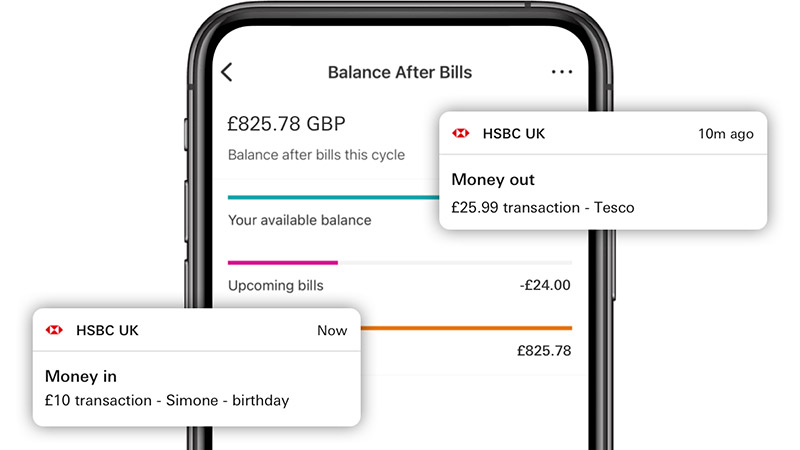 Balance After Bills
£825.78 GBP
Balance after bills this cycle
HSBC UK
10m ago
Money out
£25.99 transaction - Tesco
Your available balance
Upcoming bills
-£24.00
HSBC UK
Now
Money in
£10 transaction - Simone - birthday
£825.78